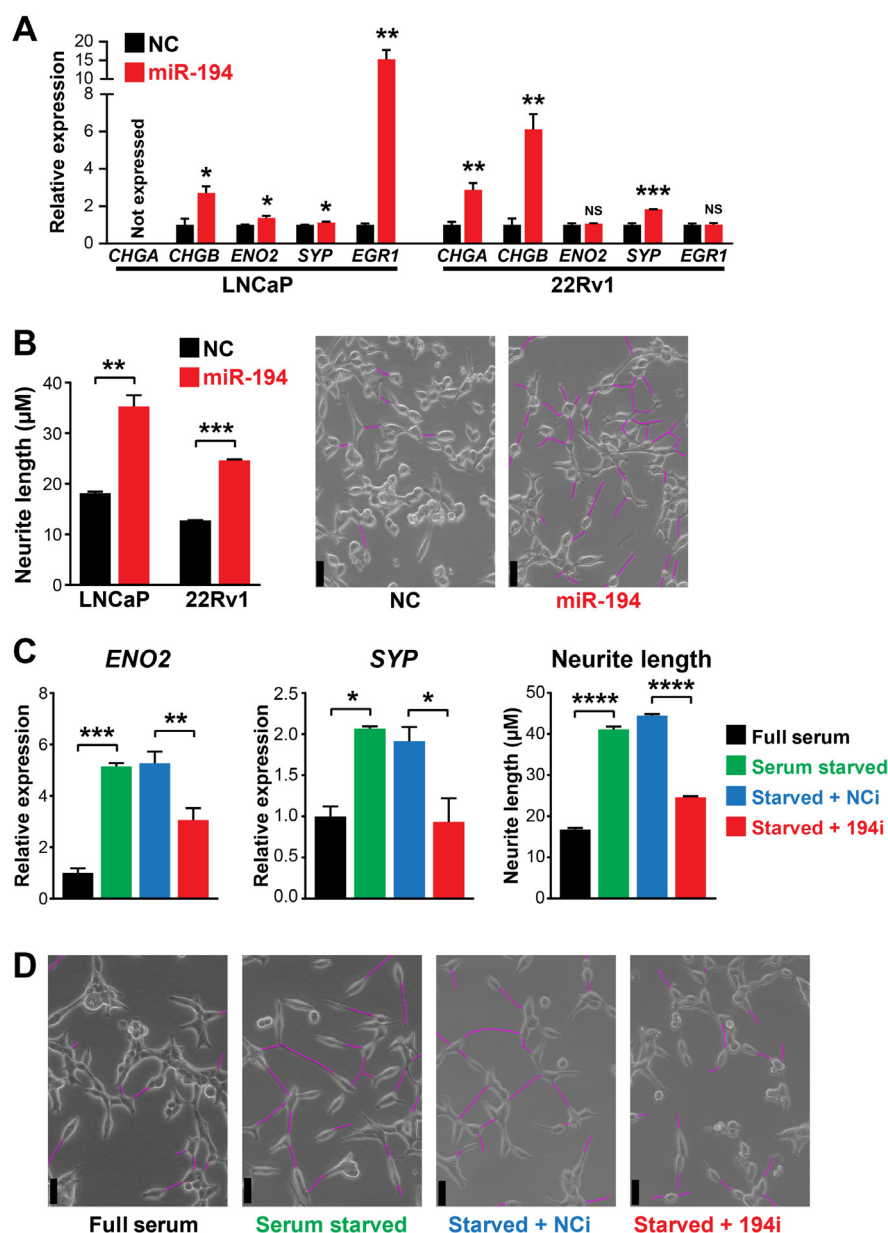 A
NC
miR-194
Relative expression
20
15
10
8
6
4
2
0
Not expressed
*
*
*
**
**
**
NS
***
NS
CHGA CHGB ENO2 SYP EGR1 CHGA CHGB ENO2 SYP EGR1
LNCaP 22Rv1
B
NC
miR-194
Neurite length (µM)
40
30
20
10
0
**
***
LNCaP 22Rv1
NC miR-194
C
ENO2
Relative expression
8
6
4
2
0
***
**
SYP
Relative expression
2.5
2.0
1.5
1.0
0.5
0.0
*
*
Neurite length
Neurite length (µM)
50
40
30
20
10
0
****
****
Full serum
Serum starved
Starved + NCi
Starved + 194i
D
Full serum Serum starved Starved + NCi Starved + 194i